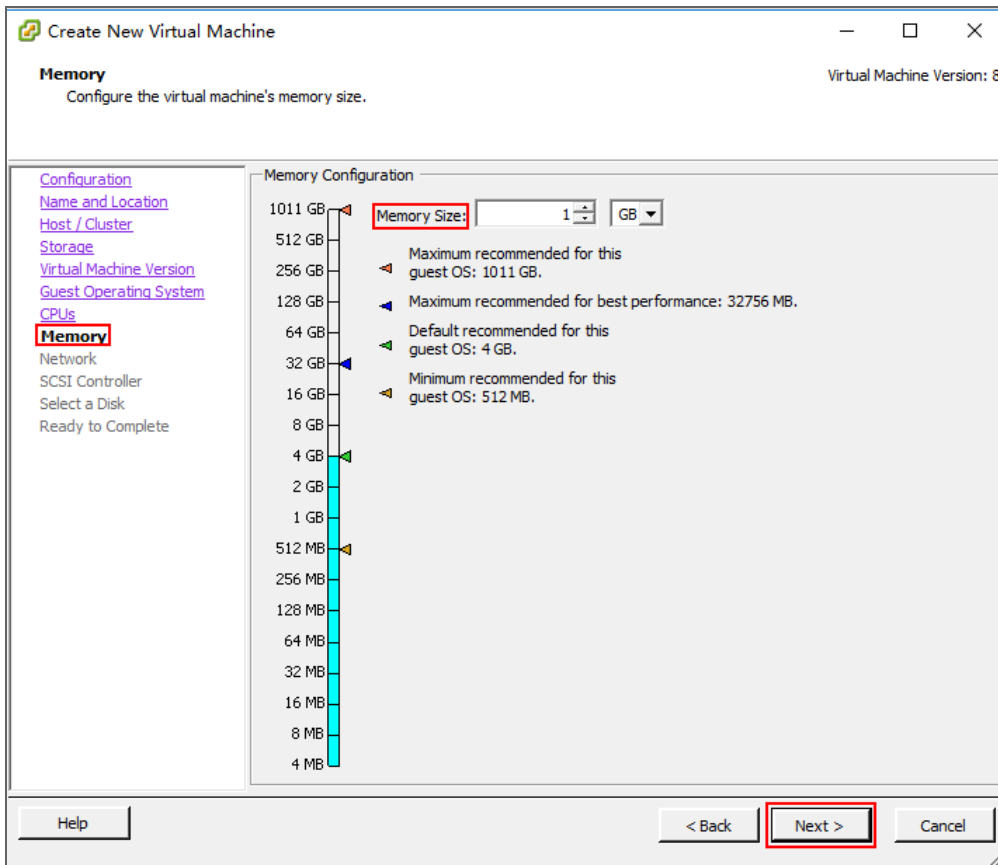 Create New Virtual Machine
Memory
Virtual Machine Version: 8
Configure the virtual machine's memory size.
Configuration
Name and Location
Host / Cluster
Storage
Virtual Machine Version
Guest Operating System
CPUs
Memory
Network
SCSI Controller
Select a Disk
Ready to Complete
Memory Configuration
1011 GB
512 GB
256 GB
128 GB
64 GB
32 GB
16 GB
8 GB
4 GB
2 GB
1 GB
512 MB
256 MB
128 MB
64 MB
32 MB
16 MB
8 MB
4 MB
Memory Size: 1 GB
Maximum recommended for this
guest OS: 1011 GB.
Maximum recommended for best performance: 32756 MB.
Default recommended for this
guest OS: 4 GB.
Minimum recommended for this
guest OS: 512 MB.
Help
< Back
Next >
Cancel